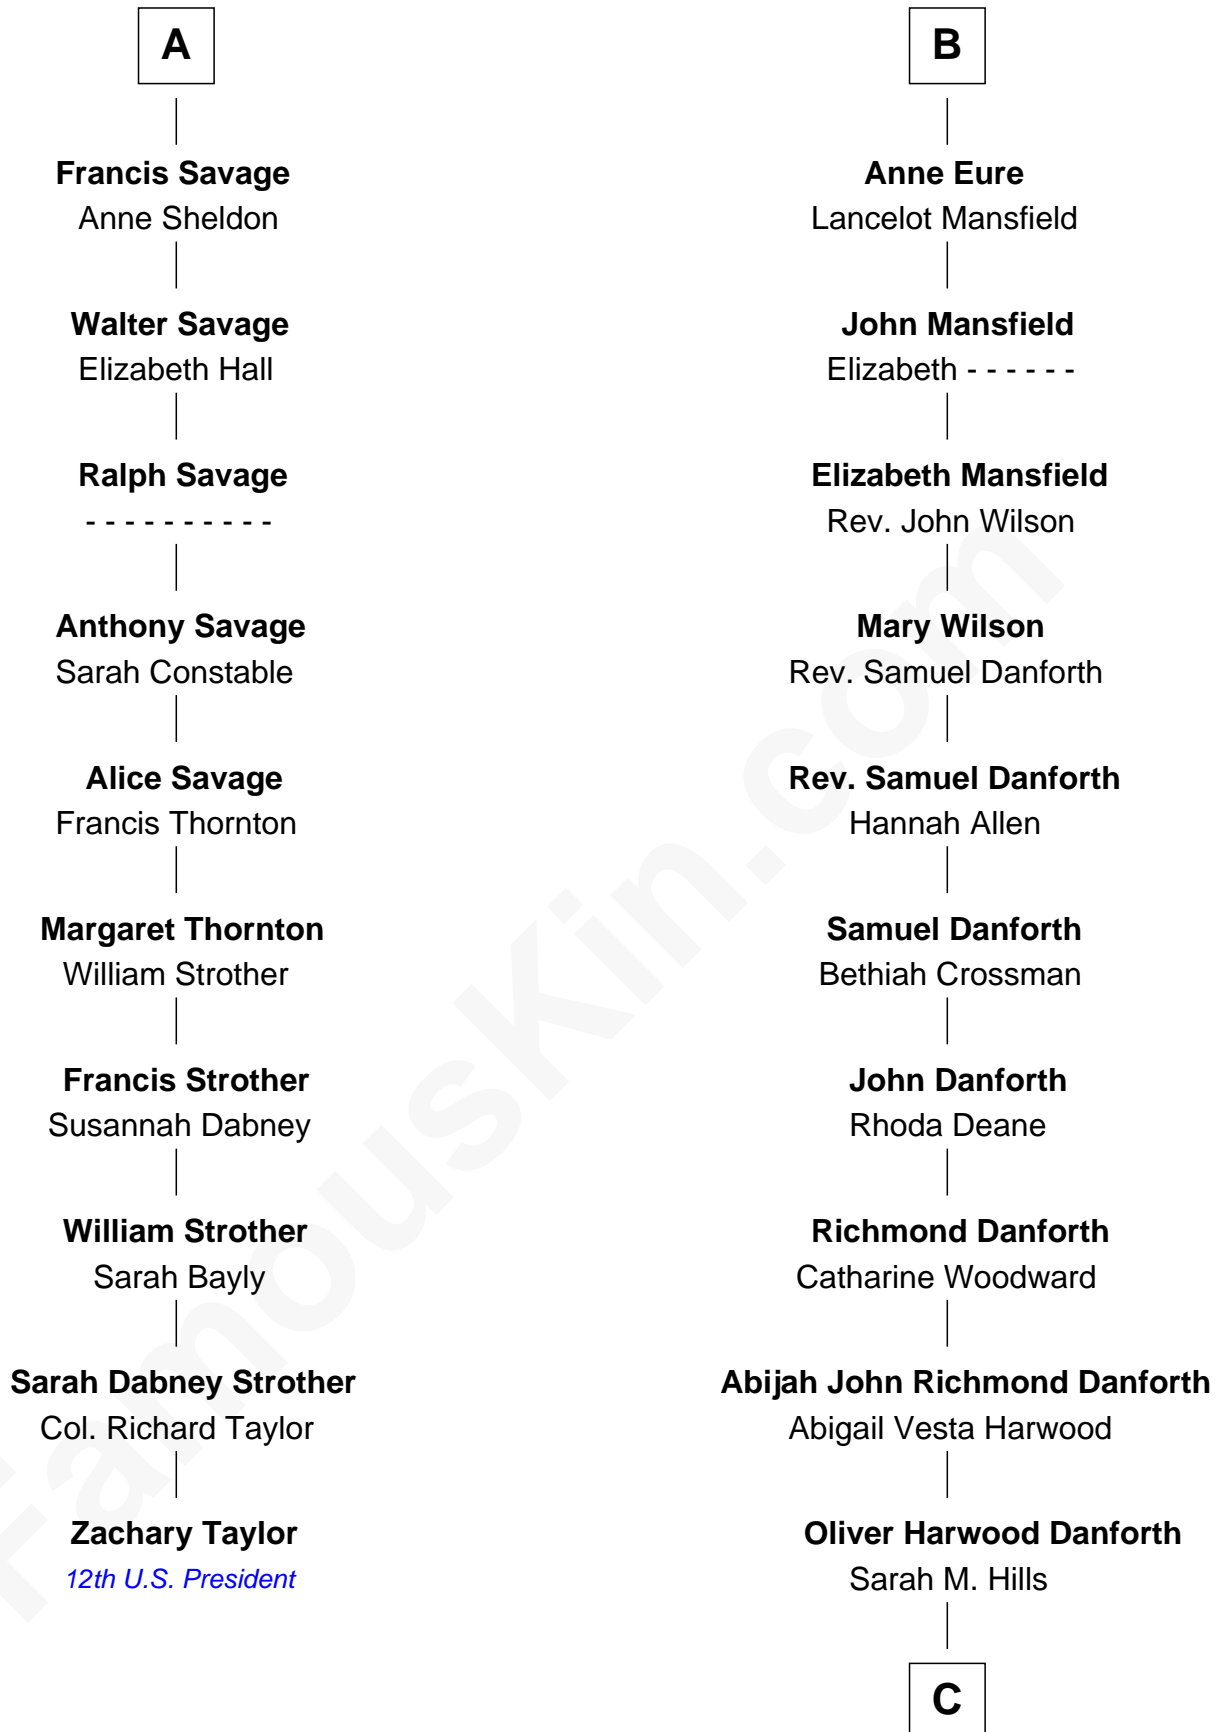 A
Francis Savage
Anne Sheldon
Walter Savage
Elizabeth Hall
Ralph Savage
- - - - - - - - - -
Anthony Savage
Sarah Constable
Alice Savage
Francis Thornton
Margaret Thornton
William Strother
Francis Strother
Susannah Dabney
William Strother
Sarah Bayly
Sarah Dabney Strother
Col. Richard Taylor
Zachary Taylor
12th U.S. President
B
Anne Eure
Lancelot Mansfield
John Mansfield
Elizabeth - - - - - -
Elizabeth Mansfield
Rev. John Wilson
Mary Wilson
Rev. Samuel Danforth
Rev. Samuel Danforth
Hannah Allen
Samuel Danforth
Bethiah Crossman
John Danforth
Rhoda Deane
Richmond Danforth
Catharine Woodward
Abijah John Richmond Danforth
Abigail Vesta Harwood
Oliver Harwood Danforth
Sarah M. Hills
C
FamousKin.com